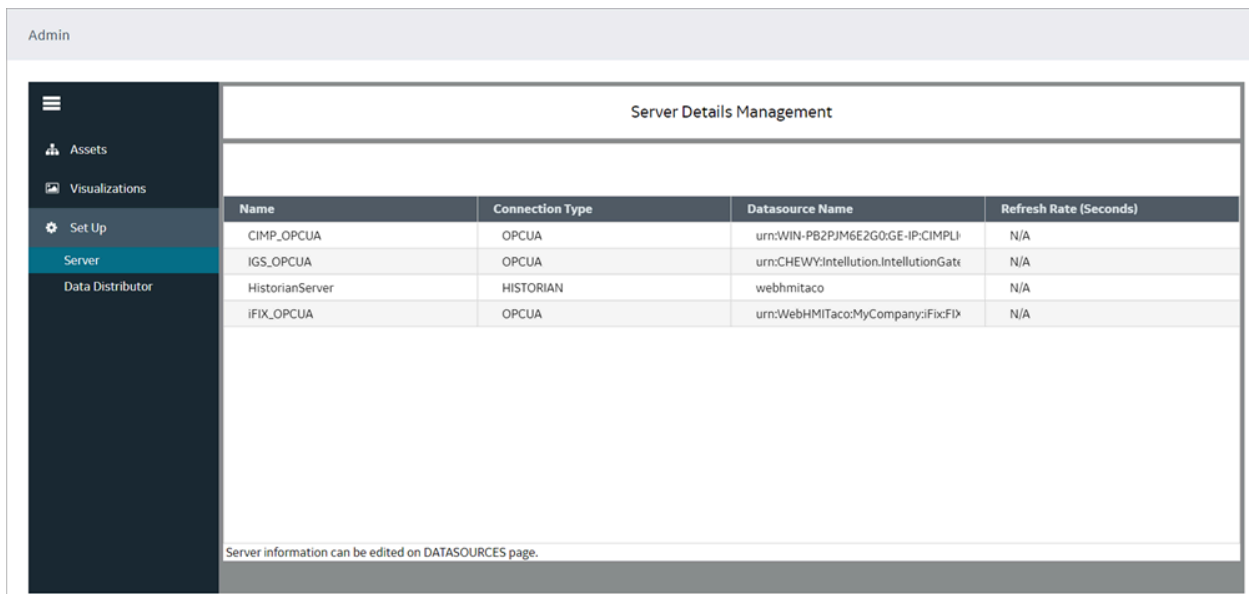 Admin
Server Details Management
Assets
Visualizations
Set Up
Server
Data Distributor
Name Connection Type Datasource Name Refresh Rate (Seconds)
CIMP_OPCUA OPCUA urn:WIN-PB2PJM6E2G0:GE-IP:CIMPLI N/A
IGS_OPCUA OPCUA urn:CHEWY:Intellution.IntellutionGate N/A
HistorianServer HISTORIAN webhmitaco N/A
iFIX_OPCUA OPCUA urn:WebHMITaco:MyCompany:iFix:FIX N/A
Server information can be edited on DATASOURCES page.